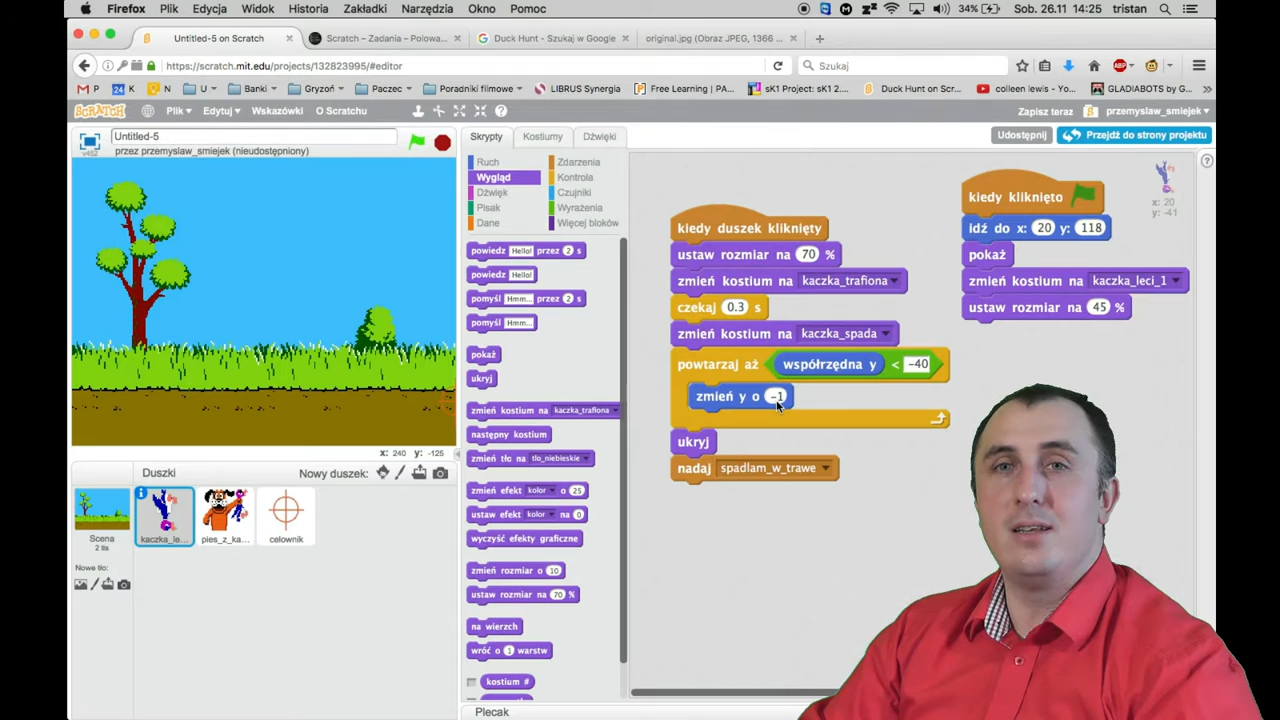 Firefox Plik Edycja Widok Historia Zakładki Narzędzia Okno Pomoc 34% Sob. 26.11 14:25 tristan
Untitled-5 on Scratch
Scratch – Zadania – Polowa...
Duck Hunt - Szukaj w Google
original.jpg (Obraz JPEG, 1366 ...
https://scratch.mit.edu/projects/132823995/#editor
Szukaj
M P 24 K N U Banki Gryzoń Paczec Poradniki filmowe LIBRUS Synergia Free Learning | PA... sK1 Project: sK1 2.... Duck Hunt on Scr... colleen lewis - Yo... GLADIABOTS by G...
SCRATCH Plik Edytuj Wskazówki O Scratchu Zapisz teraz przemyslaw_smiejek
Untitled-5
przez przemyslaw_smiejek (nieudostępniony)
v452
Skrypty Kostiumy Dźwięki
Udostępnij Przejdź do strony projektu
Ruch Zdarzenia
Wygląd Kontrola
Dźwięk Czujniki
Pisak Wyrażenia
Dane Więcej bloków
powiedz Hello! przez 2 s
powiedz Hello!
pomyśl Hmm... przez 2 s
pomyśl Hmm...
pokaż
ukryj
zmień kostium na kaczka_trafiona
następny kostium
zmień tło na tło_niebieskie
zmień efekt kolor o 25
ustaw efekt kolor na 0
wyczyść efekty graficzne
zmień rozmiar o 10
ustaw rozmiar na 70 %
na wierzch
wróć o 1 warstw
kostium #
kiedy duszek kliknięty
ustaw rozmiar na 70 %
zmień kostium na kaczka_trafiona
czekaj 0.3 s
zmień kostium na kaczka_spada
powtarzaj aż współrzędna y < -40
zmień y o -1
ukryj
nadaj spadlam_w_trawe
kiedy kliknięto
idź do x: 20 y: 118
pokaż
zmień kostium na kaczka_leci_1
ustaw rozmiar na 45 %
x: 20
y: -41
x: 240 y: -125
Duszki Nowy duszek:
Scena
2 tła
Nowe tło:
kaczka_le...
pies_z_ka...
celownik
Plecak